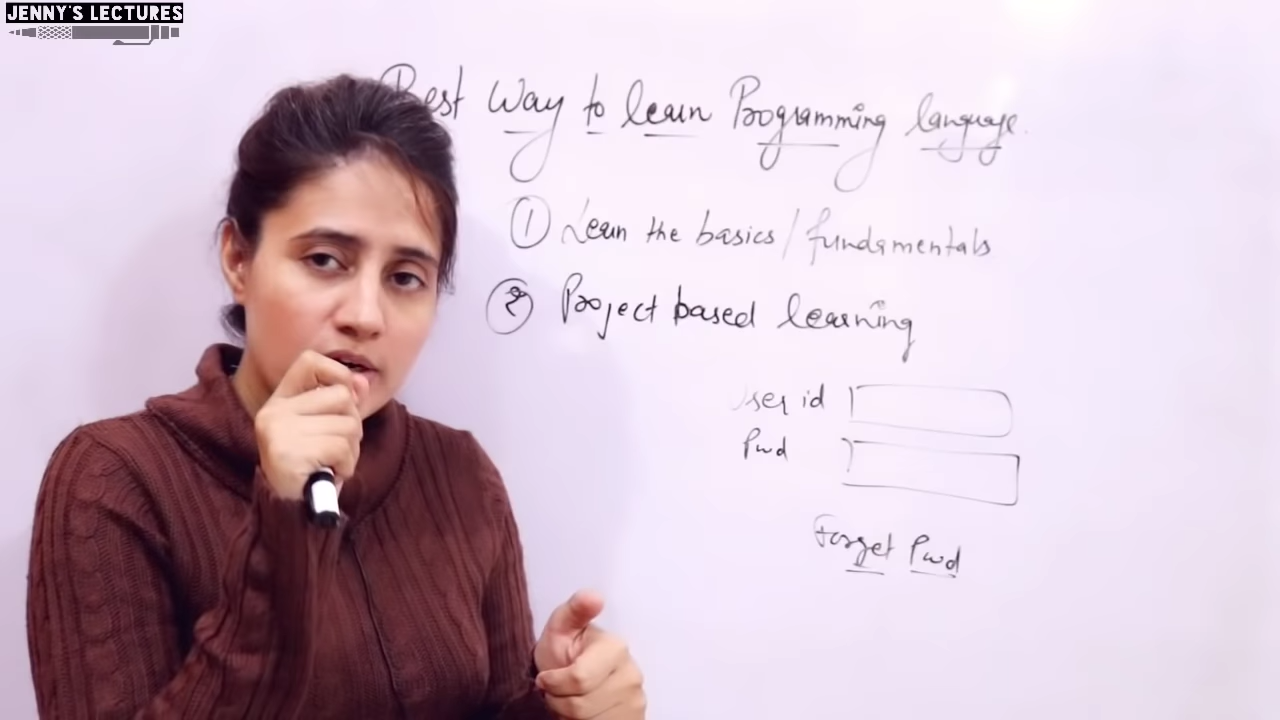 JENNY'S LECTURES
Best Way to learn Programming language.
① Learn the basics / fundamentals
② Project based learning
User id
Pwd
Forget Pwd